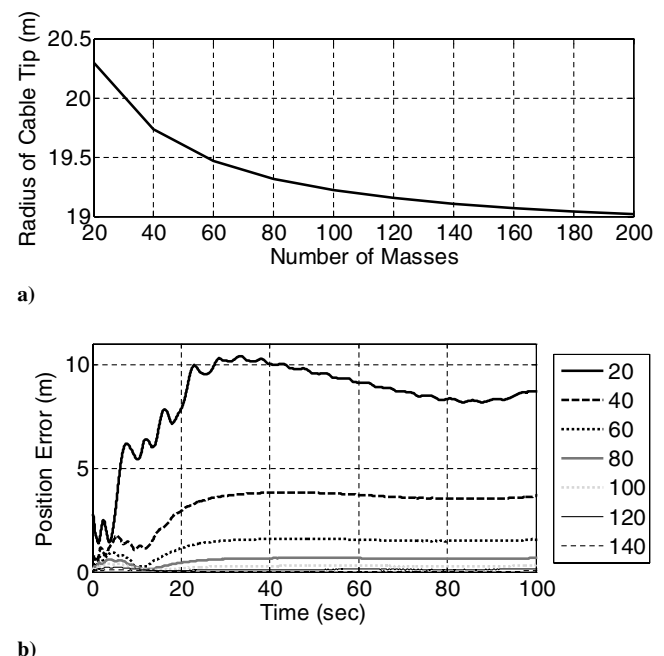 Radius of Cable Tip (m)
20.5
20
19.5
19
20 40 60 80 100 120 140 160 180 200
Number of Masses
a)
Position Error (m)
10
5
0
0 20 40 60 80 100
Time (sec)
20
40
60
80
100
120
140
b)